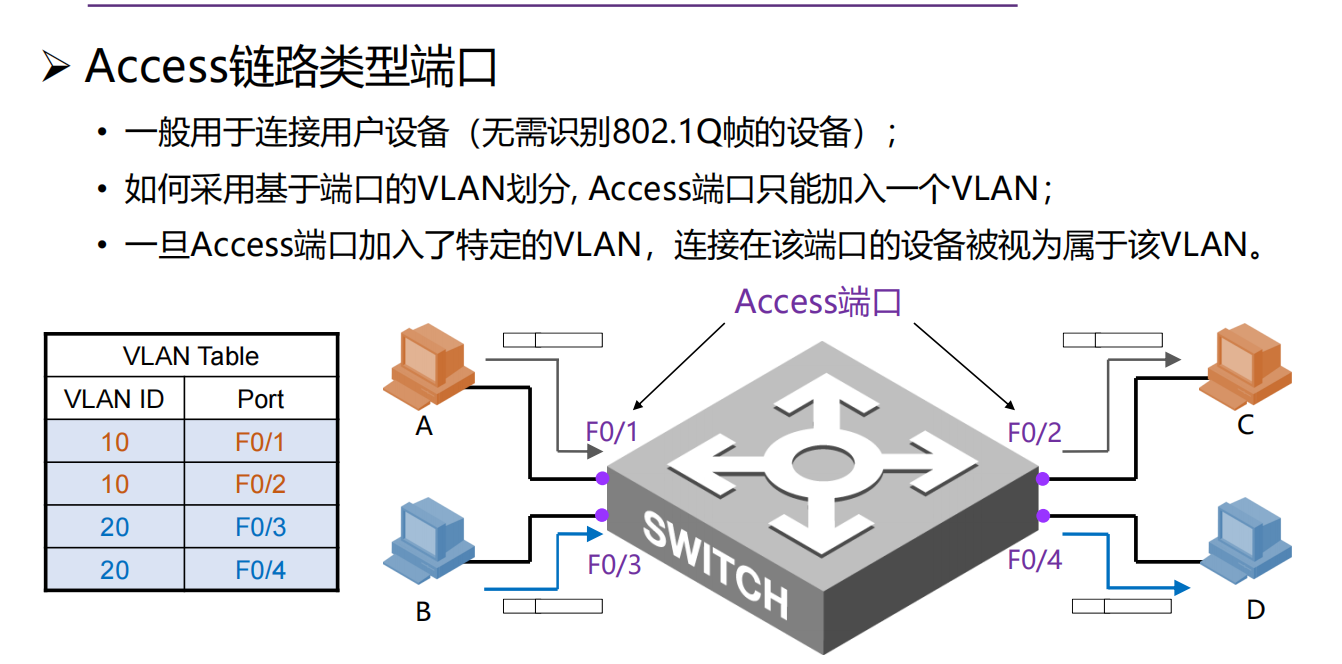 Access链路类型端口
一般用于连接用户设备（无需识别802.1Q帧的设备）；
如何采用基于端口的VLAN划分, Access端口只能加入一个VLAN；
一旦Access端口加入了特定的VLAN，连接在该端口的设备被视为属于该VLAN。
Access端口
VLAN Table
VLAN ID Port
10 F0/1
10 F0/2
20 F0/3
20 F0/4
A
B
F0/1
F0/3
SWITCH
F0/2
F0/4
C
D